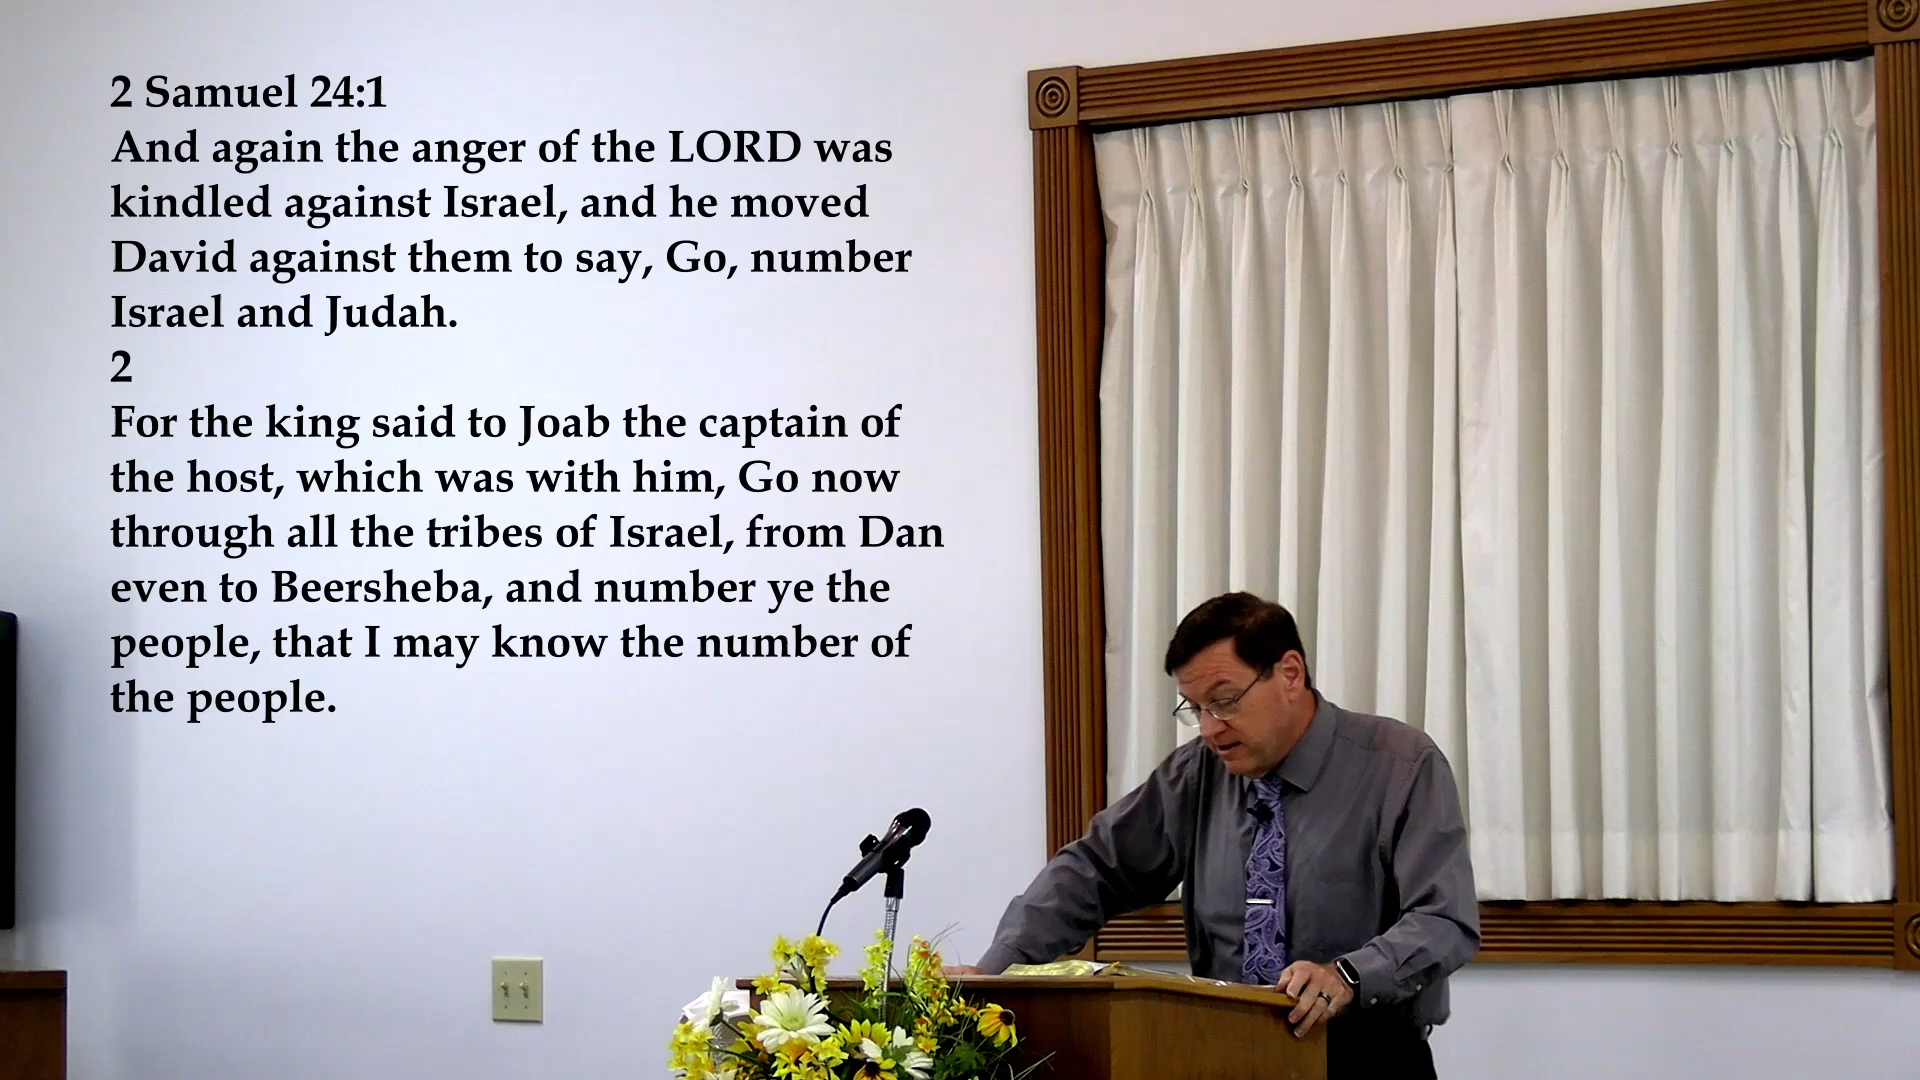 2 Samuel 24:1
And again the anger of the LORD was
kindled against Israel, and he moved
David against them to say, Go, number
Israel and Judah.
2
For the king said to Joab the captain of
the host, which was with him, Go now
through all the tribes of Israel, from Dan
even to Beersheba, and number ye the
people, that I may know the number of
the people.